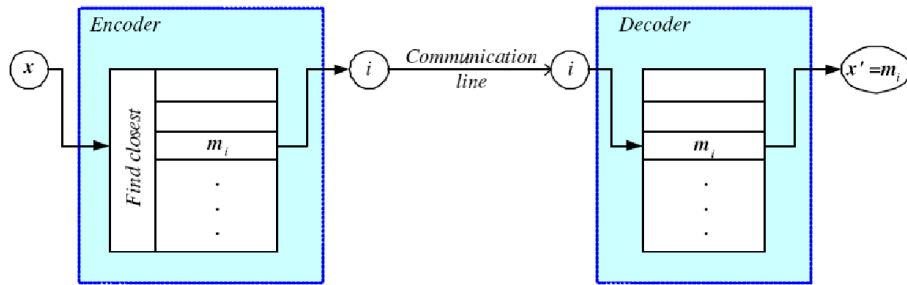 Encoder
x
Find closest
m_i
.
.
.
i
Communication
line
i
Decoder
m_i
.
.
.
x' = m_i